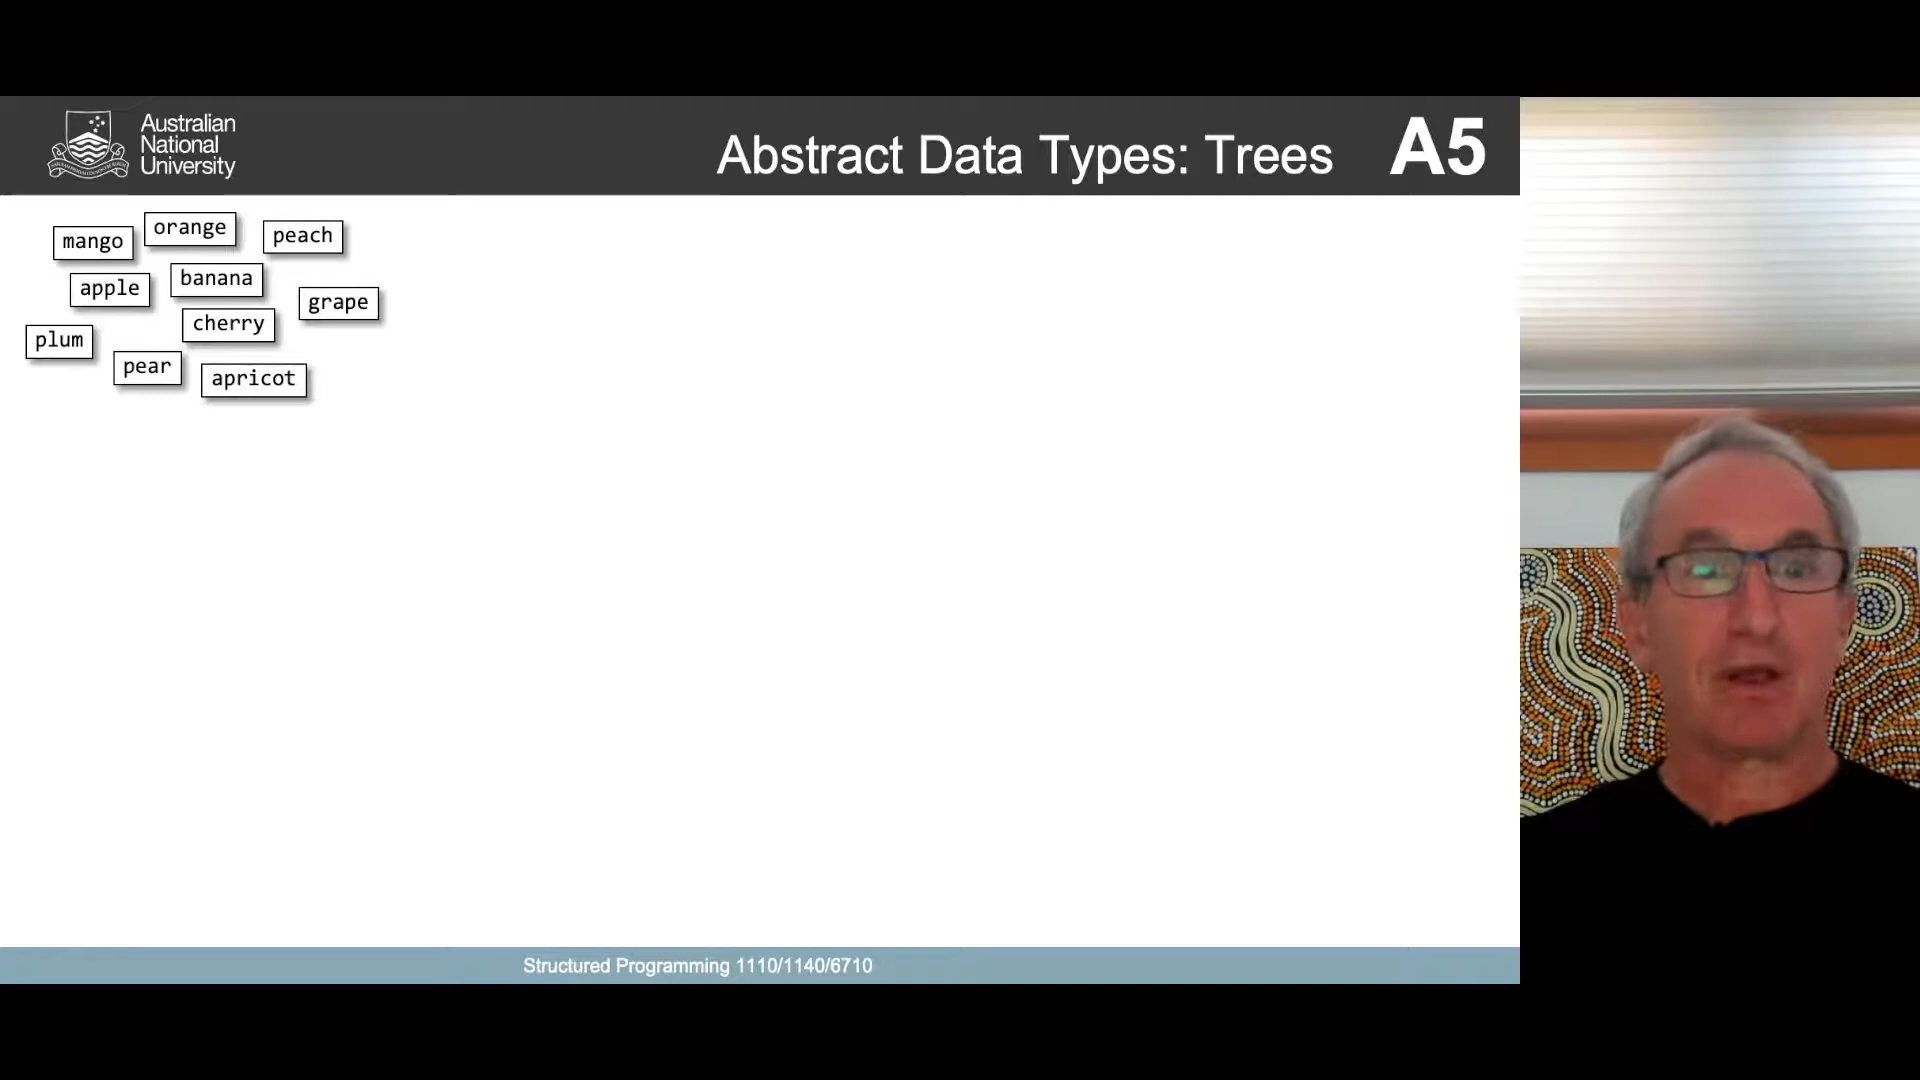 Australian
National
University
Abstract Data Types: Trees
A5
mango
orange
peach
apple
banana
grape
cherry
plum
pear
apricot
Structured Programming 1110/1140/6710